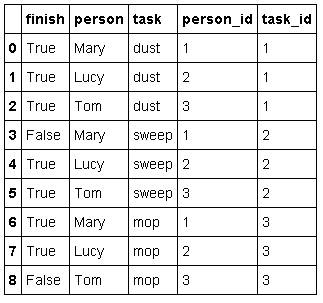 finish person task person_id task_id
0 True Mary dust 1 1
1 True Lucy dust 2 1
2 True Tom dust 3 1
3 False Mary sweep 1 2
4 True Lucy sweep 2 2
5 True Tom sweep 3 2
6 True Mary mop 1 3
7 True Lucy mop 2 3
8 False Tom mop 3 3